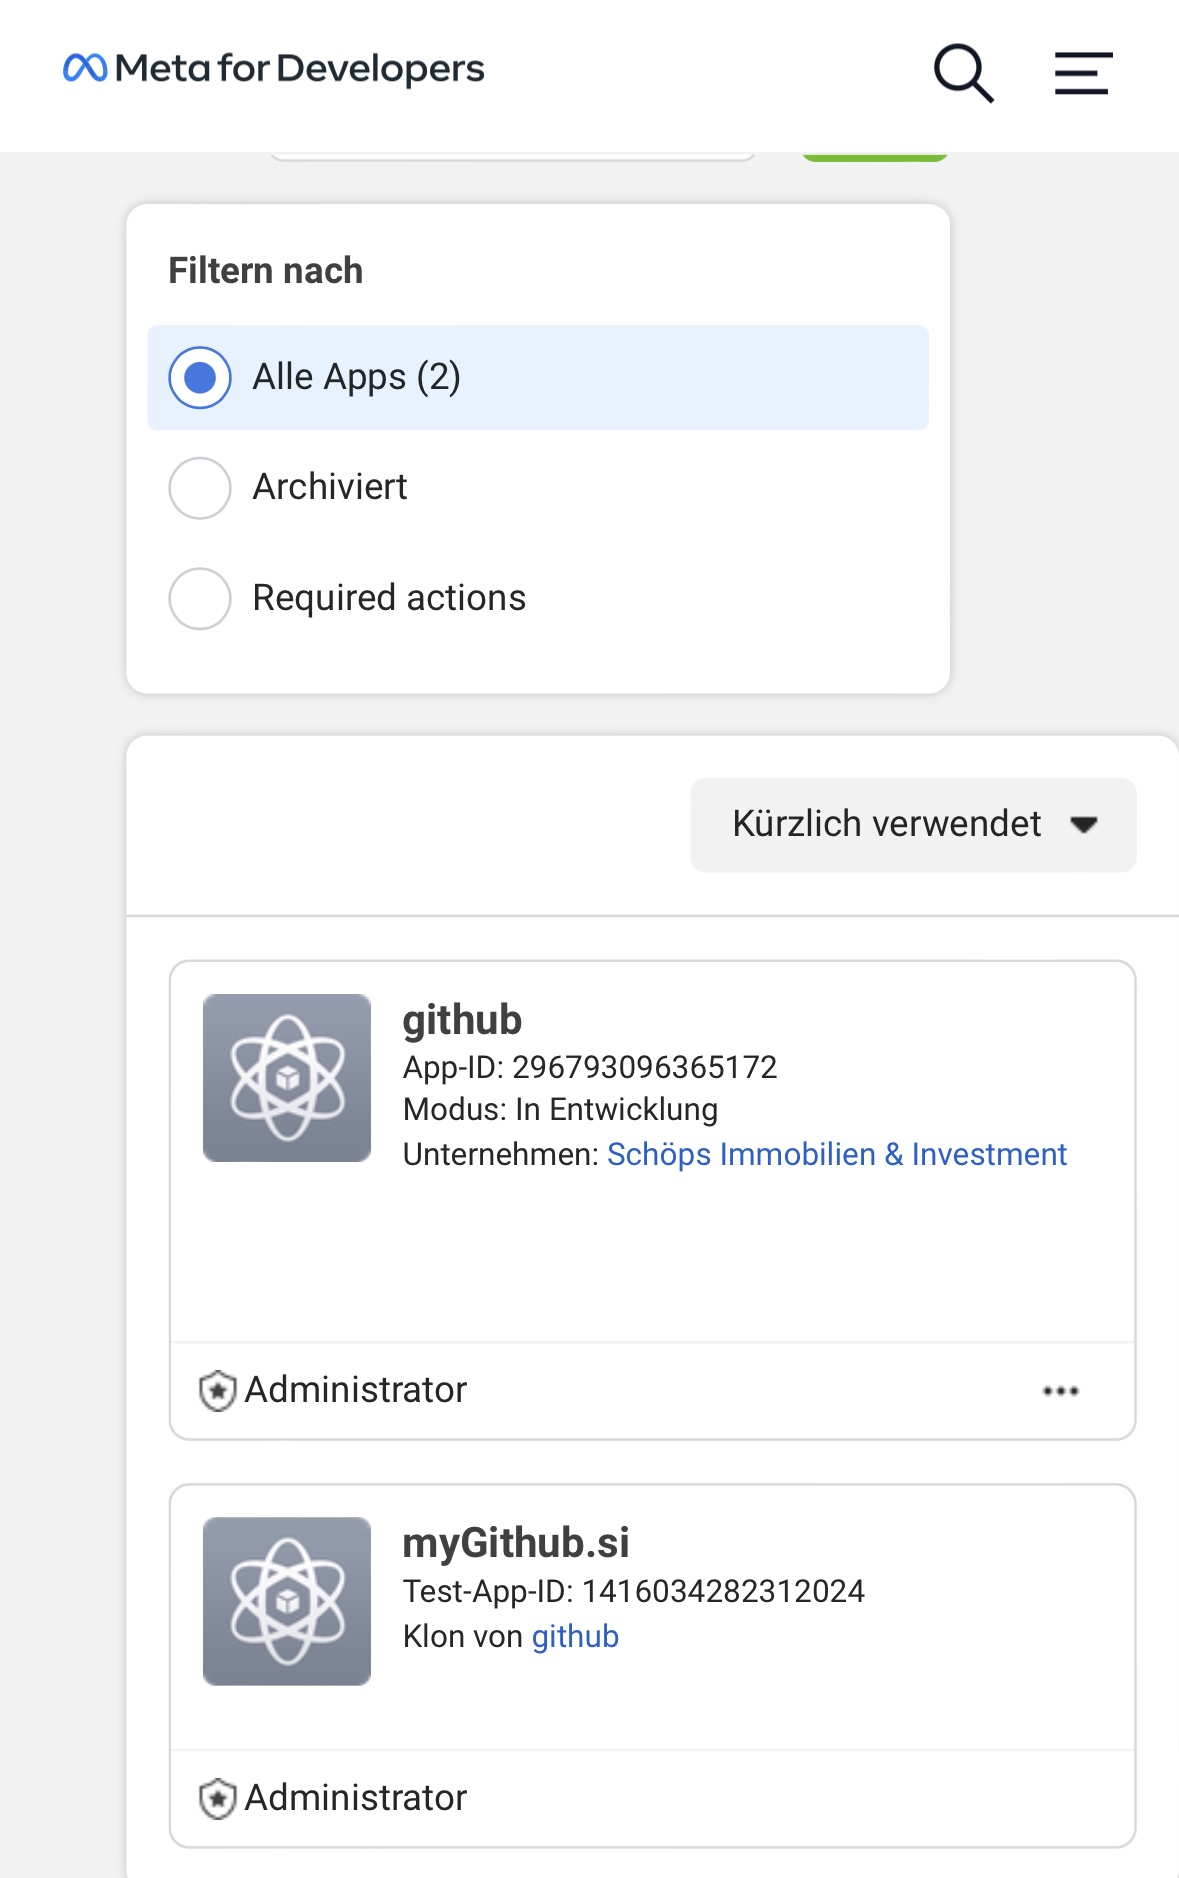 Meta for Developers
Filtern nach
Alle Apps (2)
Archiviert
Required actions
Kürzlich verwendet
github
App-ID: 296793096365172
Modus: In Entwicklung
Unternehmen: Schöps Immobilien & Investment
Administrator
myGithub.si
Test-App-ID: 1416034282312024
Klon von github
Administrator